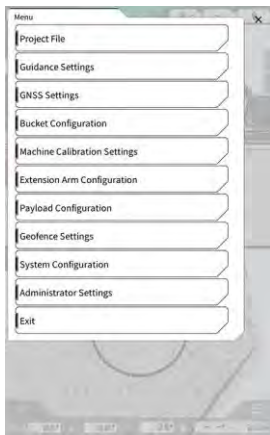 Menu
Project File
Guidance Settings
GNSS Settings
Bucket Configuration
Machine Calibration Settings
Extension Arm Configuration
Payload Configuration
Geofence Settings
System Configuration
Administrator Settings
Exit